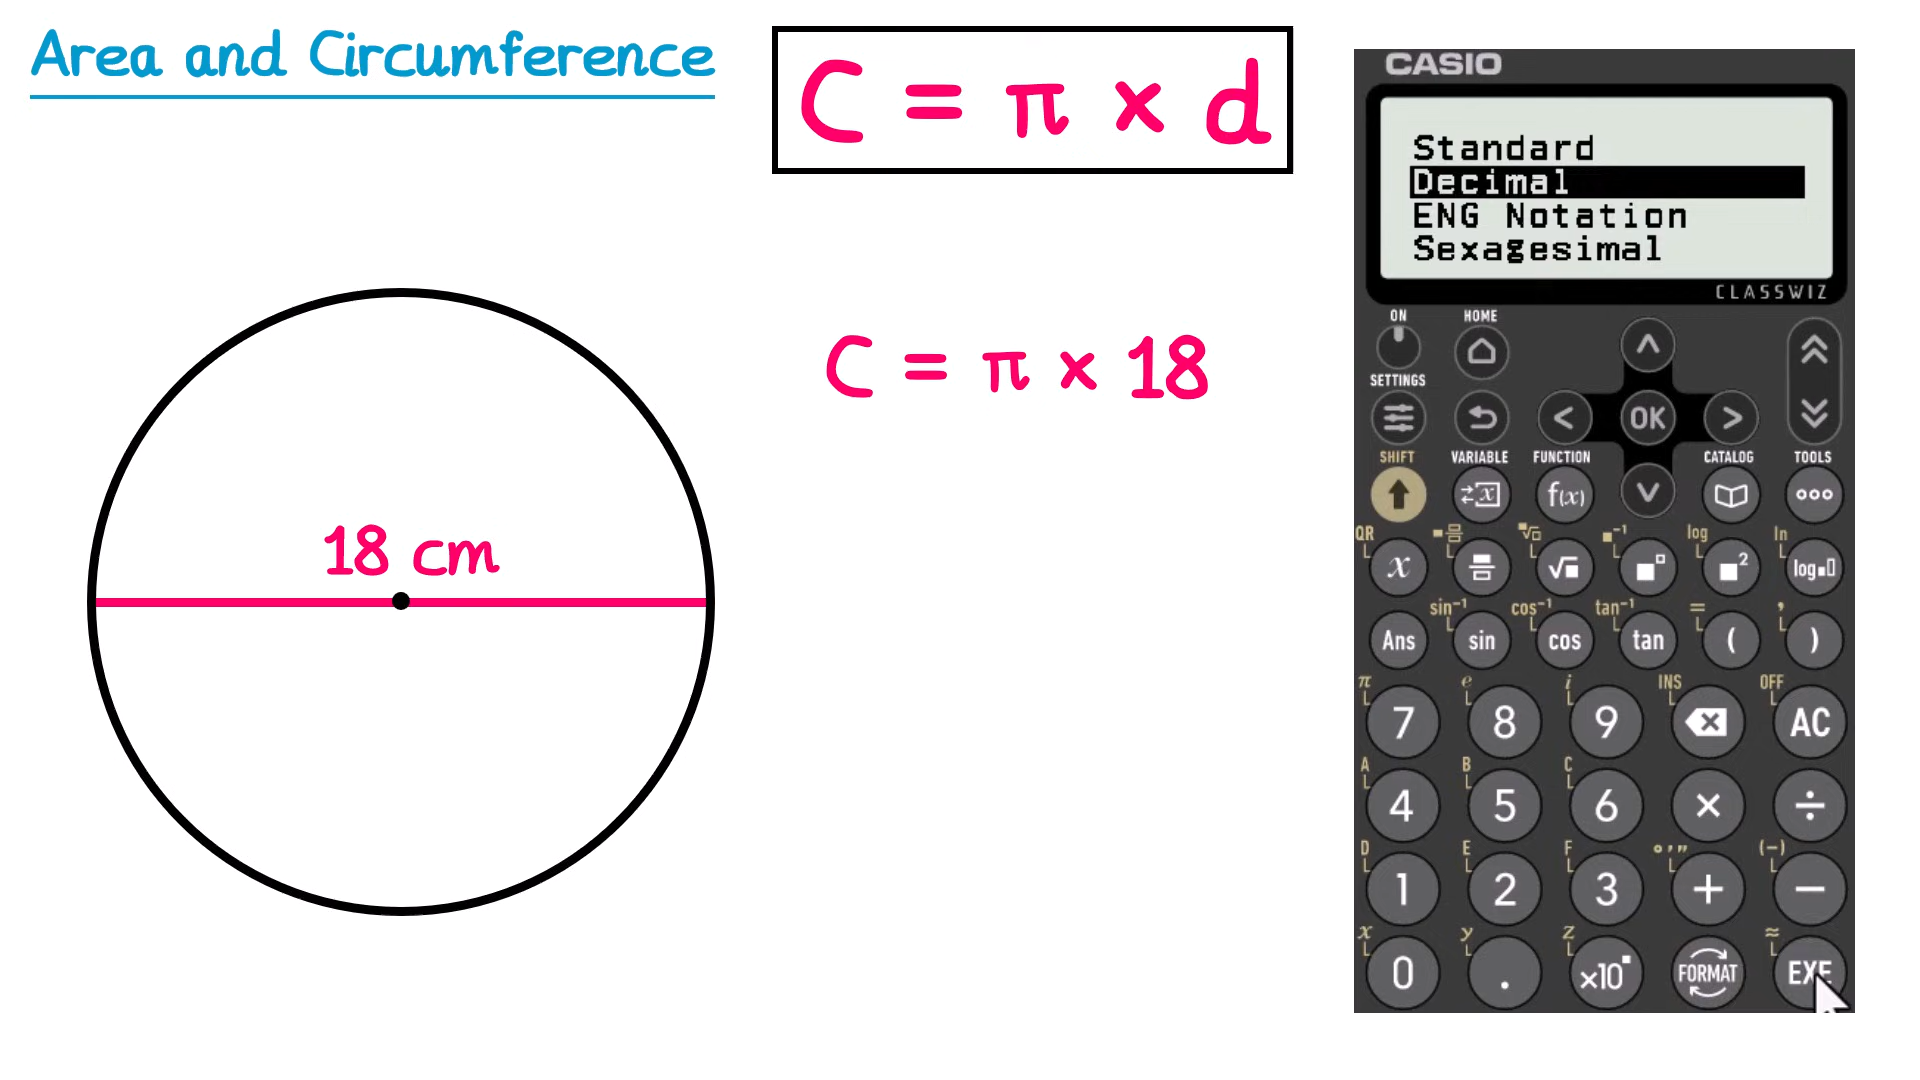 Area and Circumference
C = π × d
C = π × 18
18 cm
CASIO
Standard
Decimal
ENG Notation
Sexagesimal
CLASSWIZ
ON HOME
SETTINGS
< OK >
SHIFT VARIABLE FUNCTION CATALOG TOOLS
x f(x)
QR log ln
x √■ ■² log■▯
sin⁻¹ cos⁻¹ tan⁻¹ = ,
Ans sin cos tan ( )
π e i INS OFF
7 8 9 AC
A B C
4 5 6 × ÷
D E F ° ′ ″ (−)
1 2 3 + −
x y z ≈
0 . ×10■ FORMAT EXE